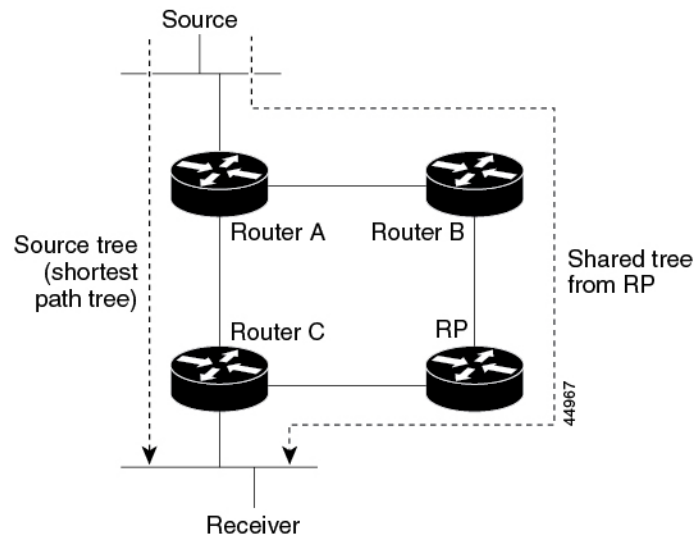 Source
Router A
Router B
Source tree
(shortest
path tree)
Shared tree
from RP
Router C
RP
44967
Receiver